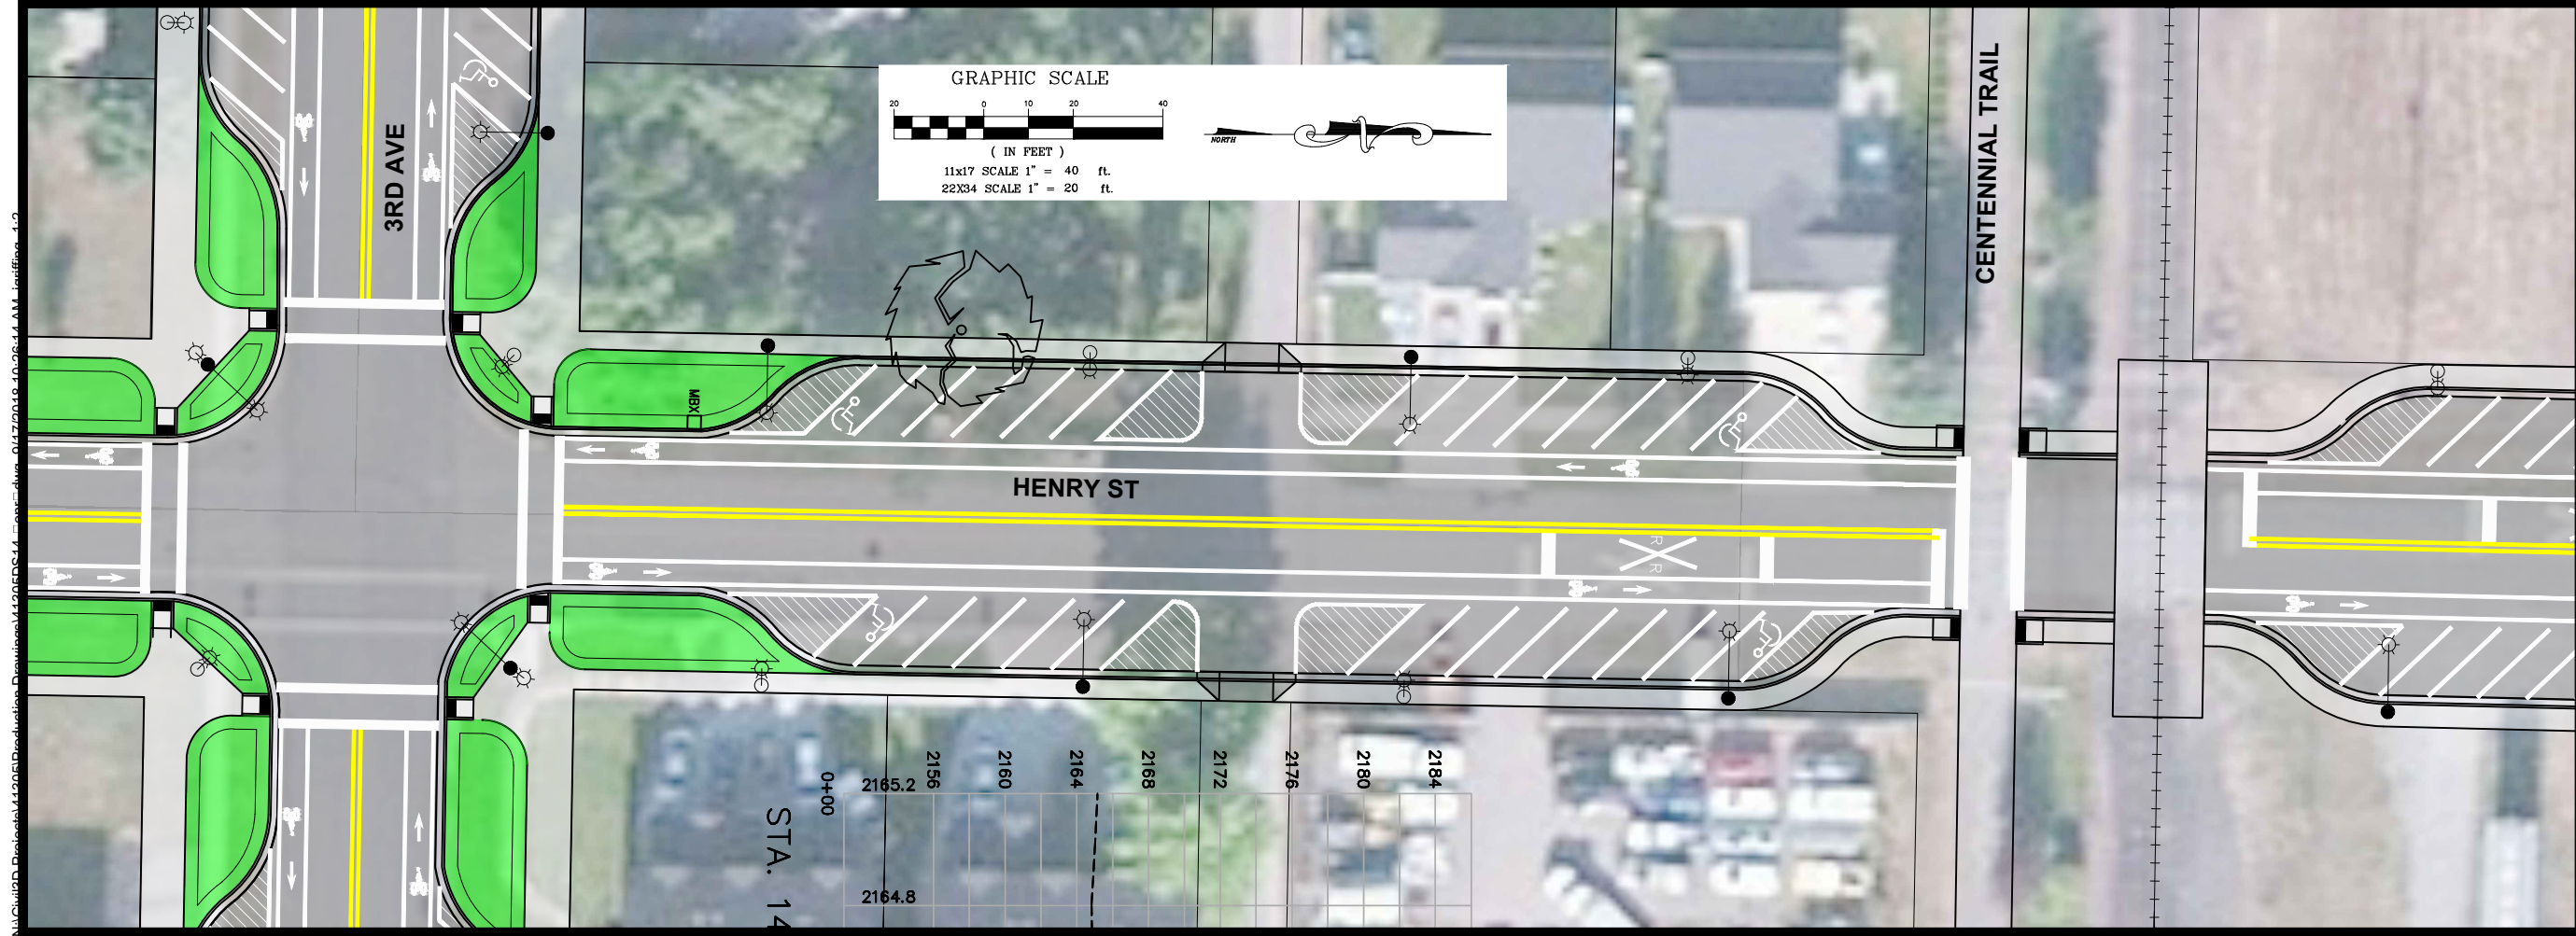 GRAPHIC SCALE
20 0 10 20 40
( IN FEET )
11x17 SCALE 1" = 40 ft.
22X34 SCALE 1" = 20 ft.
NORTH
3RD AVE
CENTENNIAL TRAIL
MBX
HENRY ST
R R
0+00
2165.2
2156
2160
2164
2168
2172
2176
2180
2184
2164.8
STA. 14